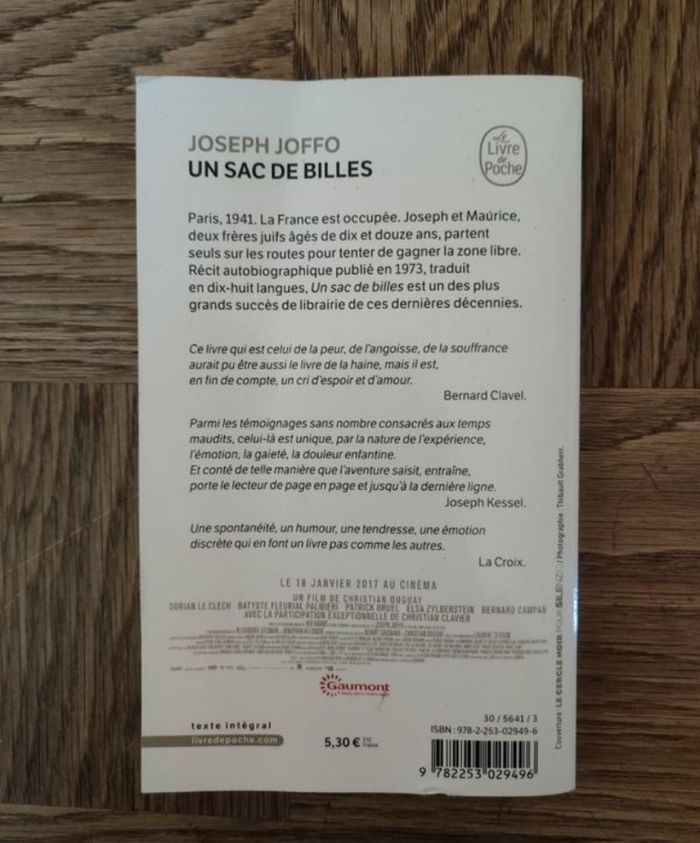 JOSEPH JOFFO
UN SAC DE BILLES
Le
Livre
de
Poche
Paris, 1941. La France est occupée. Joseph et Maurice,
deux frères juifs âgés de dix et douze ans, partent
seuls sur les routes pour tenter de gagner la zone libre.
Récit autobiographique publié en 1973, traduit
en dix-huit langues, Un sac de billes est un des plus
grands succès de librairie de ces dernières décennies.
Ce livre qui est celui de la peur, de l'angoisse, de la souffrance
aurait pu être aussi le livre de la haine, mais il est,
en fin de compte, un cri d'espoir et d'amour.
Bernard Clavel.
Parmi les témoignages sans nombre consacrés aux temps
maudits, celui-là est unique, par la nature de l'expérience,
l'émotion, la gaieté, la douleur enfantine.
Et conté de telle manière que l'aventure saisit, entraîne,
porte le lecteur de page en page et jusqu'à la dernière ligne.
Joseph Kessel.
Une spontanéité, un humour, une tendresse, une émotion
discrète qui en font un livre pas comme les autres.
La Croix.
LE 18 JANVIER 2017 AU CINÉMA
UN FILM DE CHRISTIAN DUGUAY
DORIAN LE CLECH BATYSTE FLEURIAL PALMIERI PATRICK BRUEL ELSA ZYLBERSTEIN BERNARD CAMPAN
AVEC LA PARTICIPATION EXCEPTIONNELLE DE CHRISTIAN CLAVIER
Gaumont
texte intégral
livredepoche.com
5,30 € TTC
France
30 / 5641 / 3
ISBN : 978-2-253-02949-6
9 782253 029496
Couverture : LE CERCLE NOIR POUR / Photographie : Thibault Grabherr.